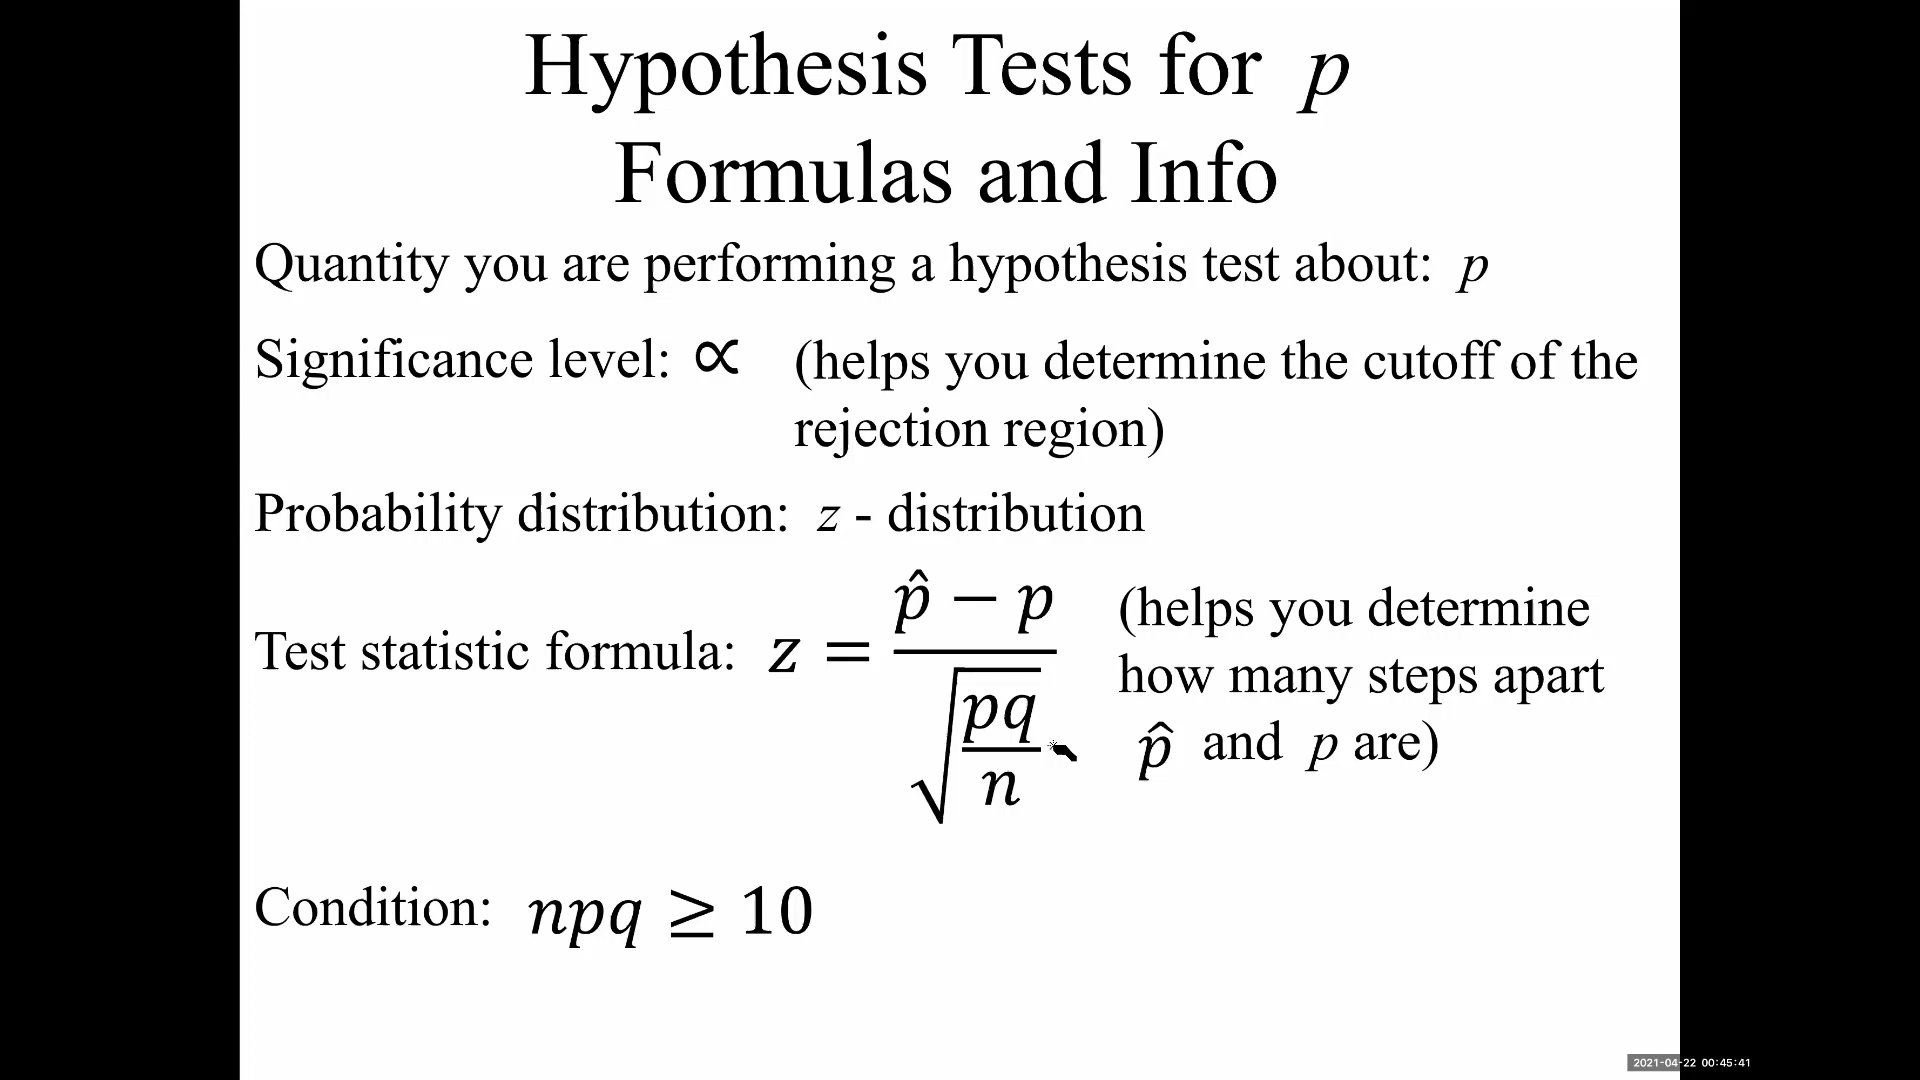 Hypothesis Tests for p
Formulas and Info
Quantity you are performing a hypothesis test about: p
Significance level: ∝ (helps you determine the cutoff of the
rejection region)
Probability distribution: z - distribution
Test statistic formula: z = (p̂ − p) / √(pq/n) (helps you determine
how many steps apart
p̂ and p are)
Condition: npq ≥ 10
2021-04-22 00:45:41